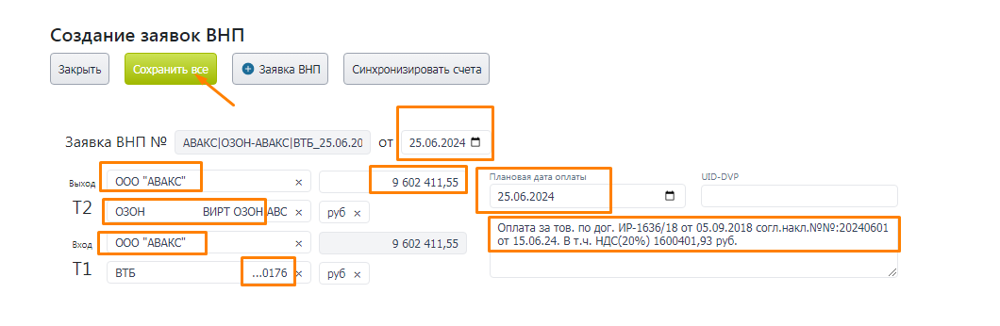 Создание заявок ВНП
Закрыть Сохранить все Заявка ВНП Синхронизировать счета
Заявка ВНП № АВАКС|ОЗОН-АВАКС|ВТБ_25.06.20 от 25.06.2024
Выход ООО "АВАКС" × 9 602 411,55 Плановая дата оплаты UID-DVP
Т2 ОЗОН ВИРТ ОЗОН АВС × руб × 25.06.2024
Вход ООО "АВАКС" × 9 602 411,55
Т1 ВТБ ...0176 × руб ×
Оплата за тов. по дог. ИР-1636/18 от 05.09.2018 согл.накл.№№:20240601
от 15.06.24. В т.ч. НДС(20%) 1600401,93 руб.